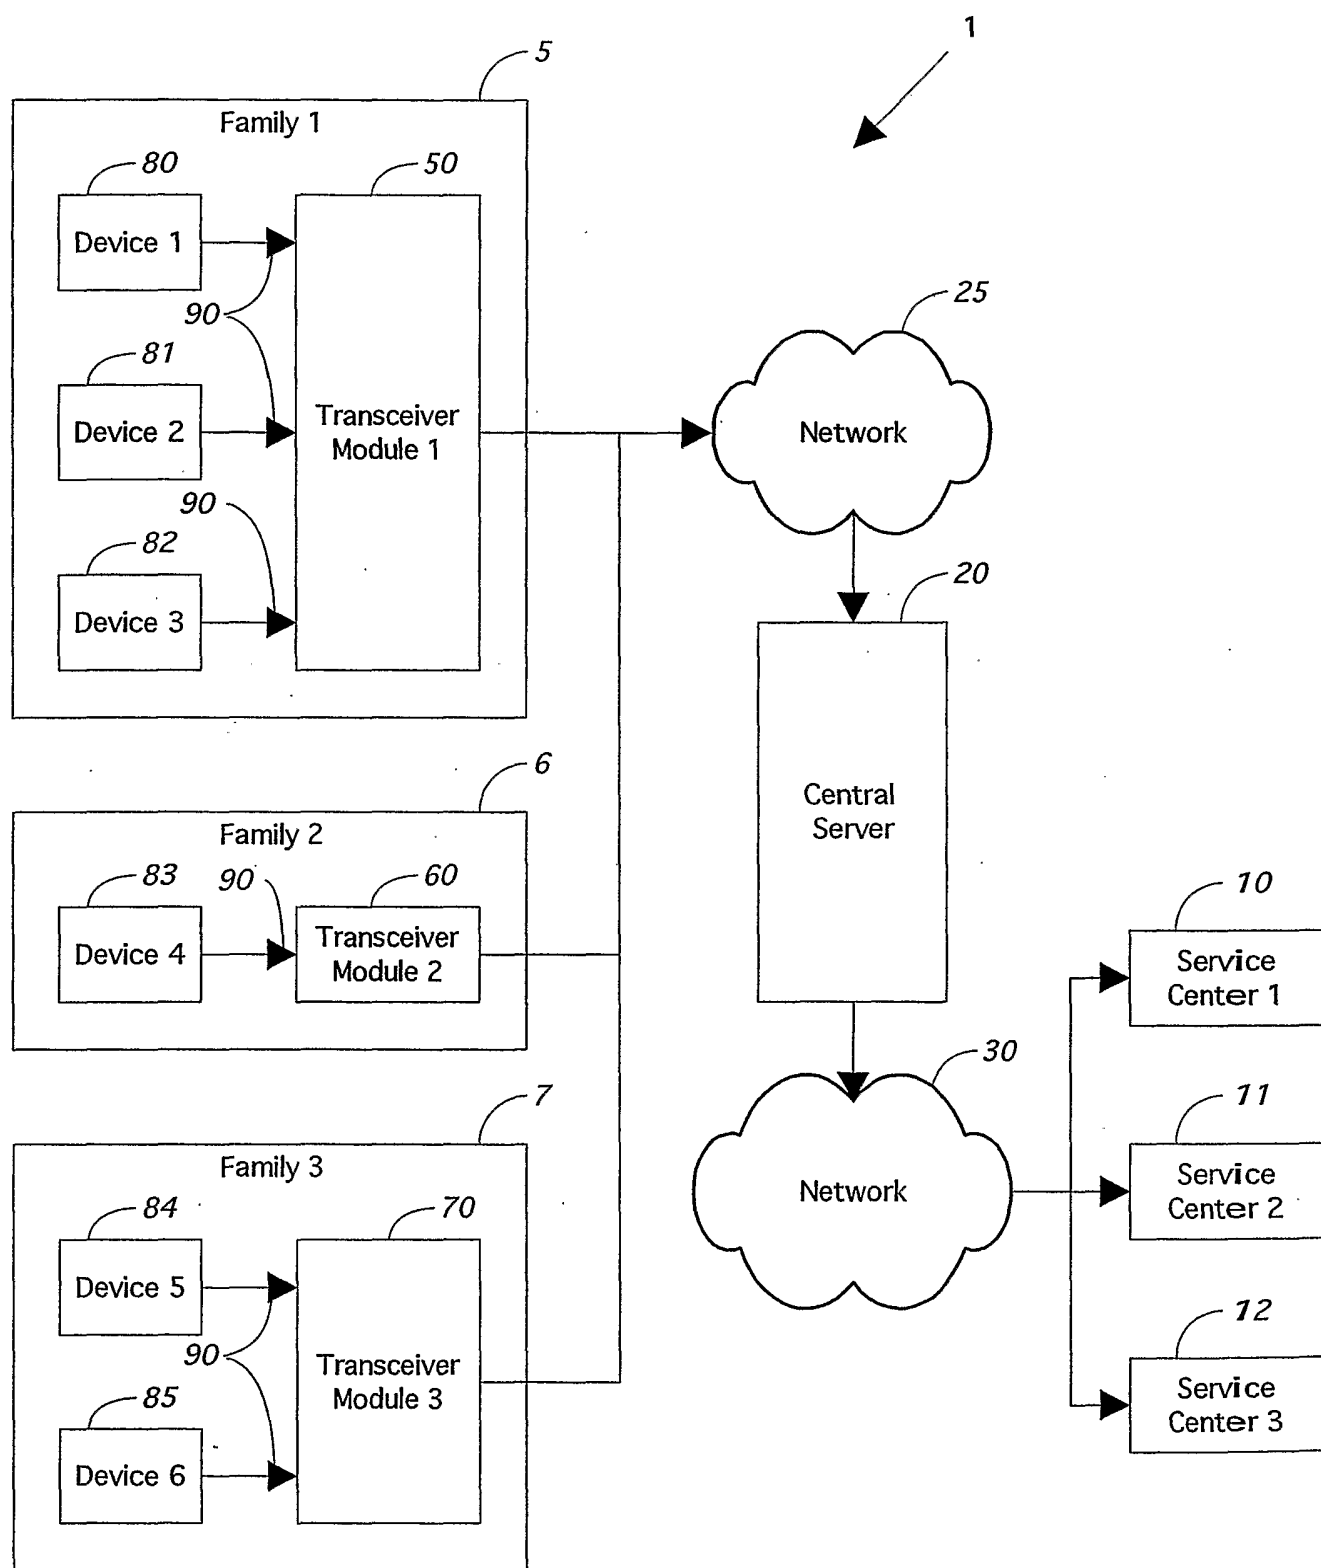 1
5
Family 1
80
50
Device 1
90
25
81
Device 2
Transceiver
Module 1
Network
90
82
20
Device 3
6
Family 2
Central
Server
83
90
60
Device 4
Transceiver
Module 2
10
Service
Center 1
30
7
11
Family 3
Network
Service
Center 2
84
70
Device 5
12
90
Transceiver
Module 3
Service
Center 3
85
Device 6